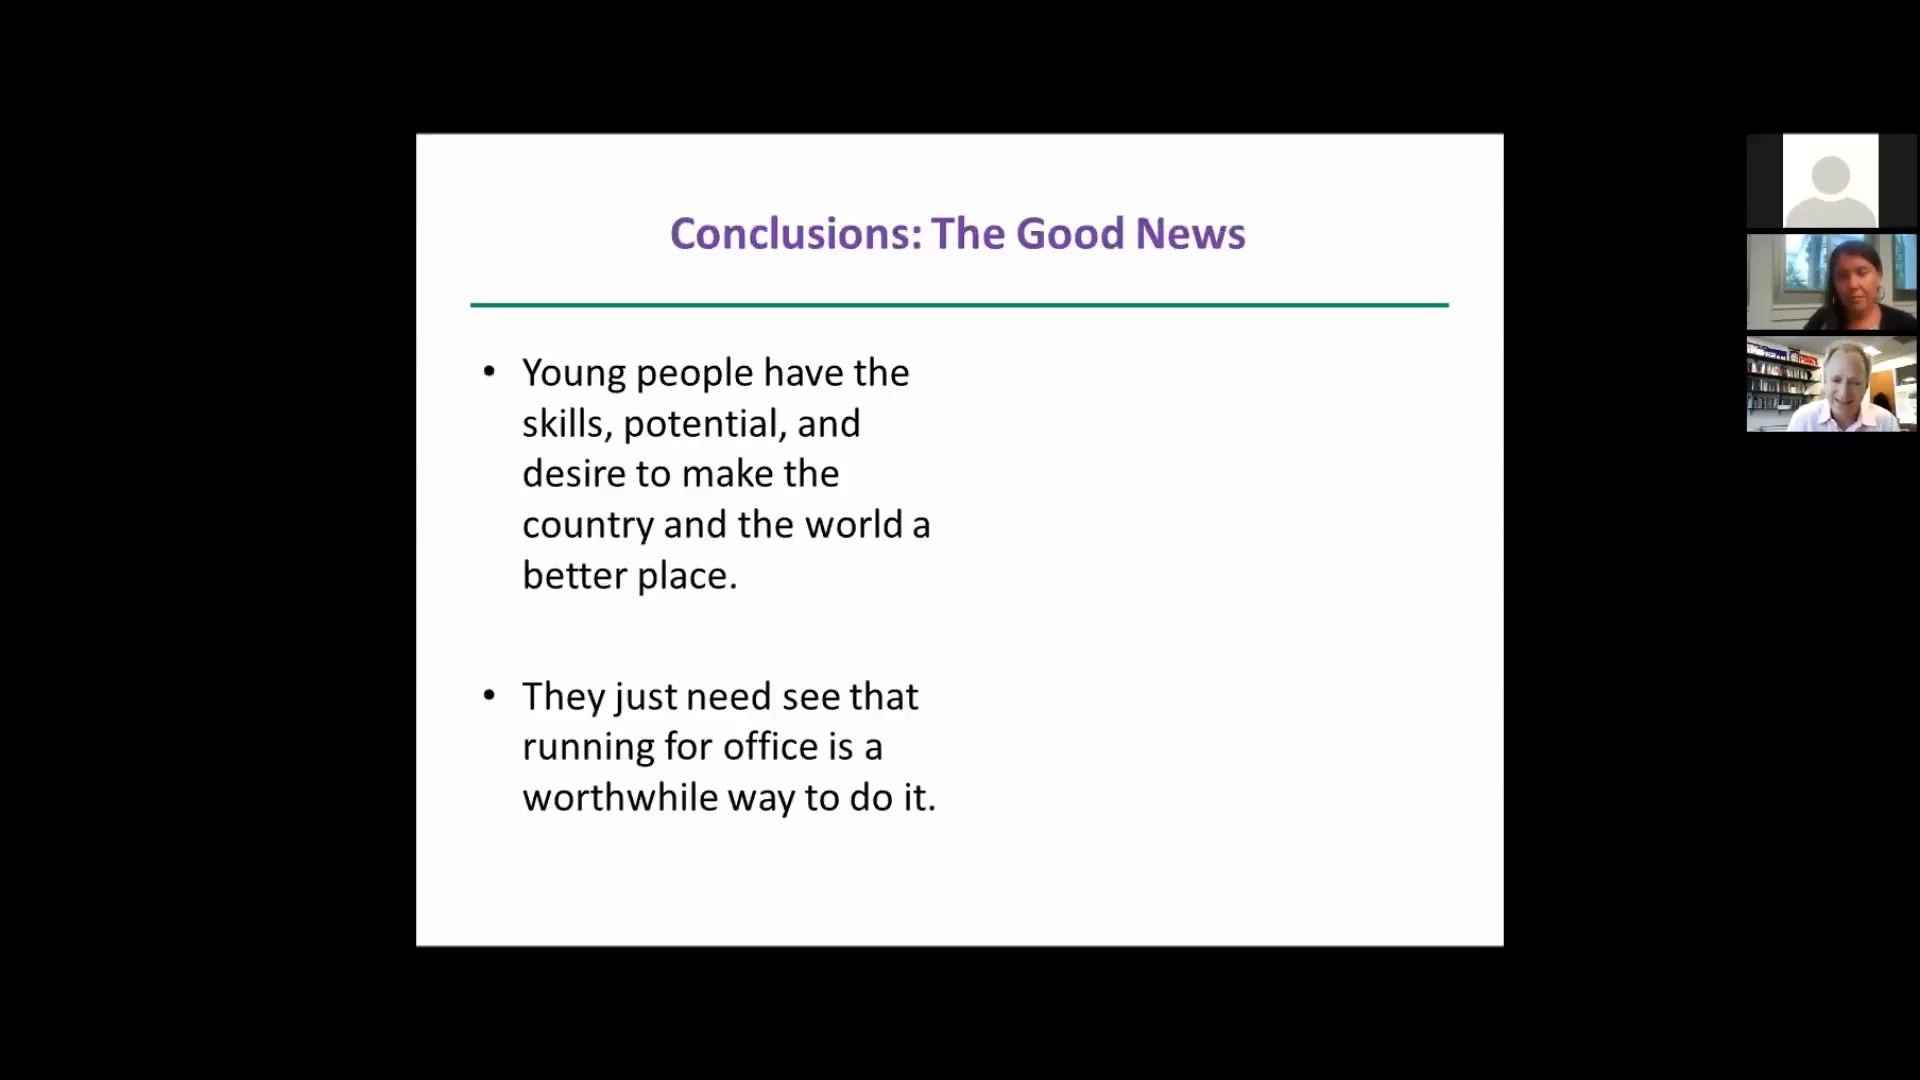 Conclusions: The Good News
• Young people have the
skills, potential, and
desire to make the
country and the world a
better place.
• They just need see that
running for office is a
worthwhile way to do it.